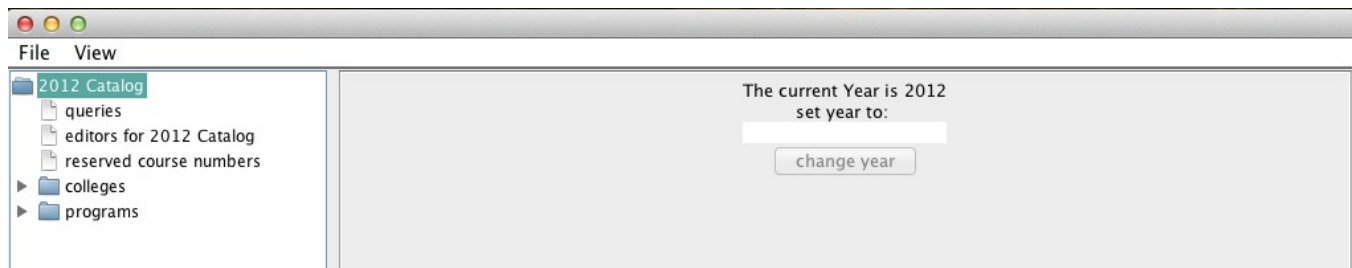 File View
2012 Catalog
queries
editors for 2012 Catalog
reserved course numbers
colleges
programs
The current Year is 2012
set year to:
change year